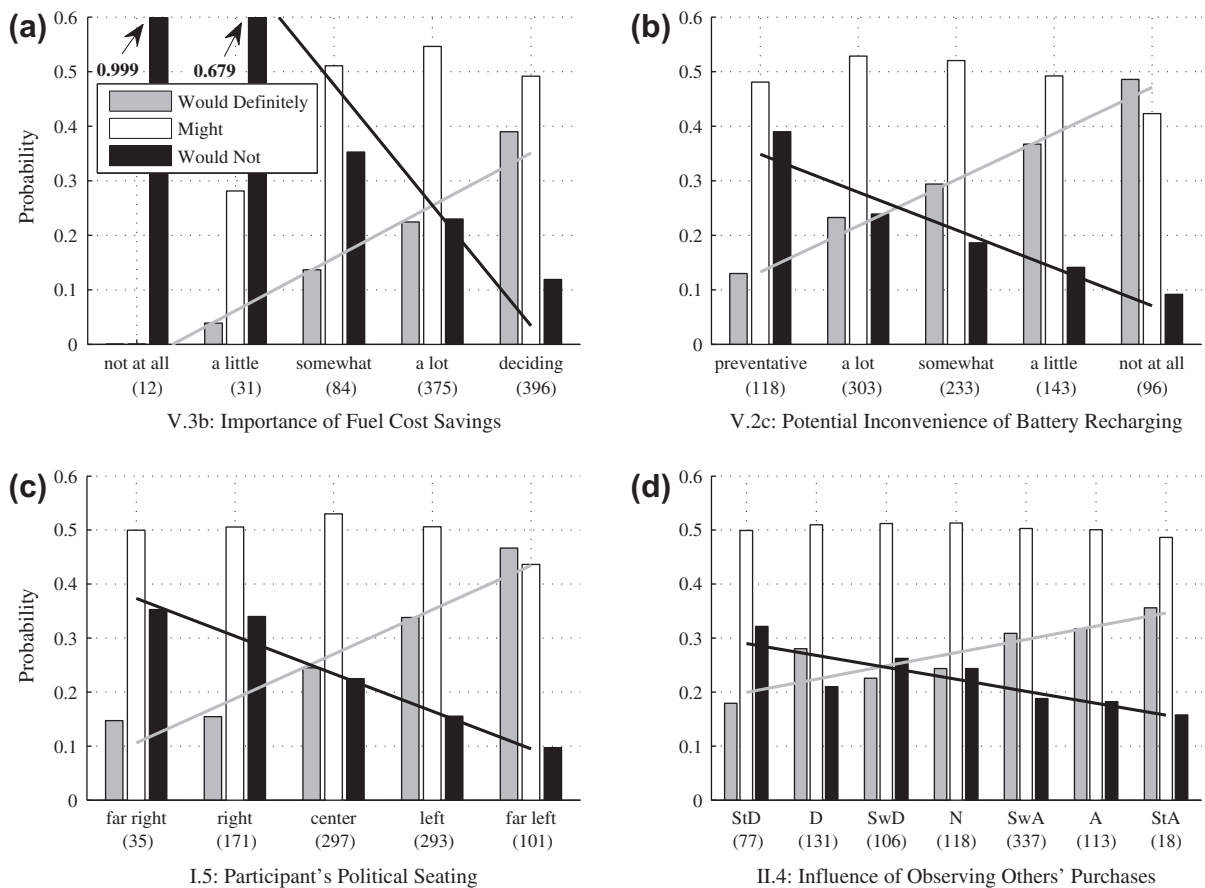 (a)
0.6
0.5
0.4
0.3
0.2
0.1
0
Probability
0.999
0.679
Would Definitely
Might
Would Not
not at all a little somewhat a lot deciding
(12) (31) (84) (375) (396)
V.3b: Importance of Fuel Cost Savings
(b)
0.6
0.5
0.4
0.3
0.2
0.1
0
preventative a lot somewhat a little not at all
(118) (303) (233) (143) (96)
V.2c: Potential Inconvenience of Battery Recharging
(c)
0.6
0.5
0.4
0.3
0.2
0.1
0
Probability
far right right center left far left
(35) (171) (297) (293) (101)
I.5: Participant's Political Seating
(d)
0.6
0.5
0.4
0.3
0.2
0.1
0
StD D SwD N SwA A StA
(77) (131) (106) (118) (337) (113) (18)
II.4: Influence of Observing Others' Purchases